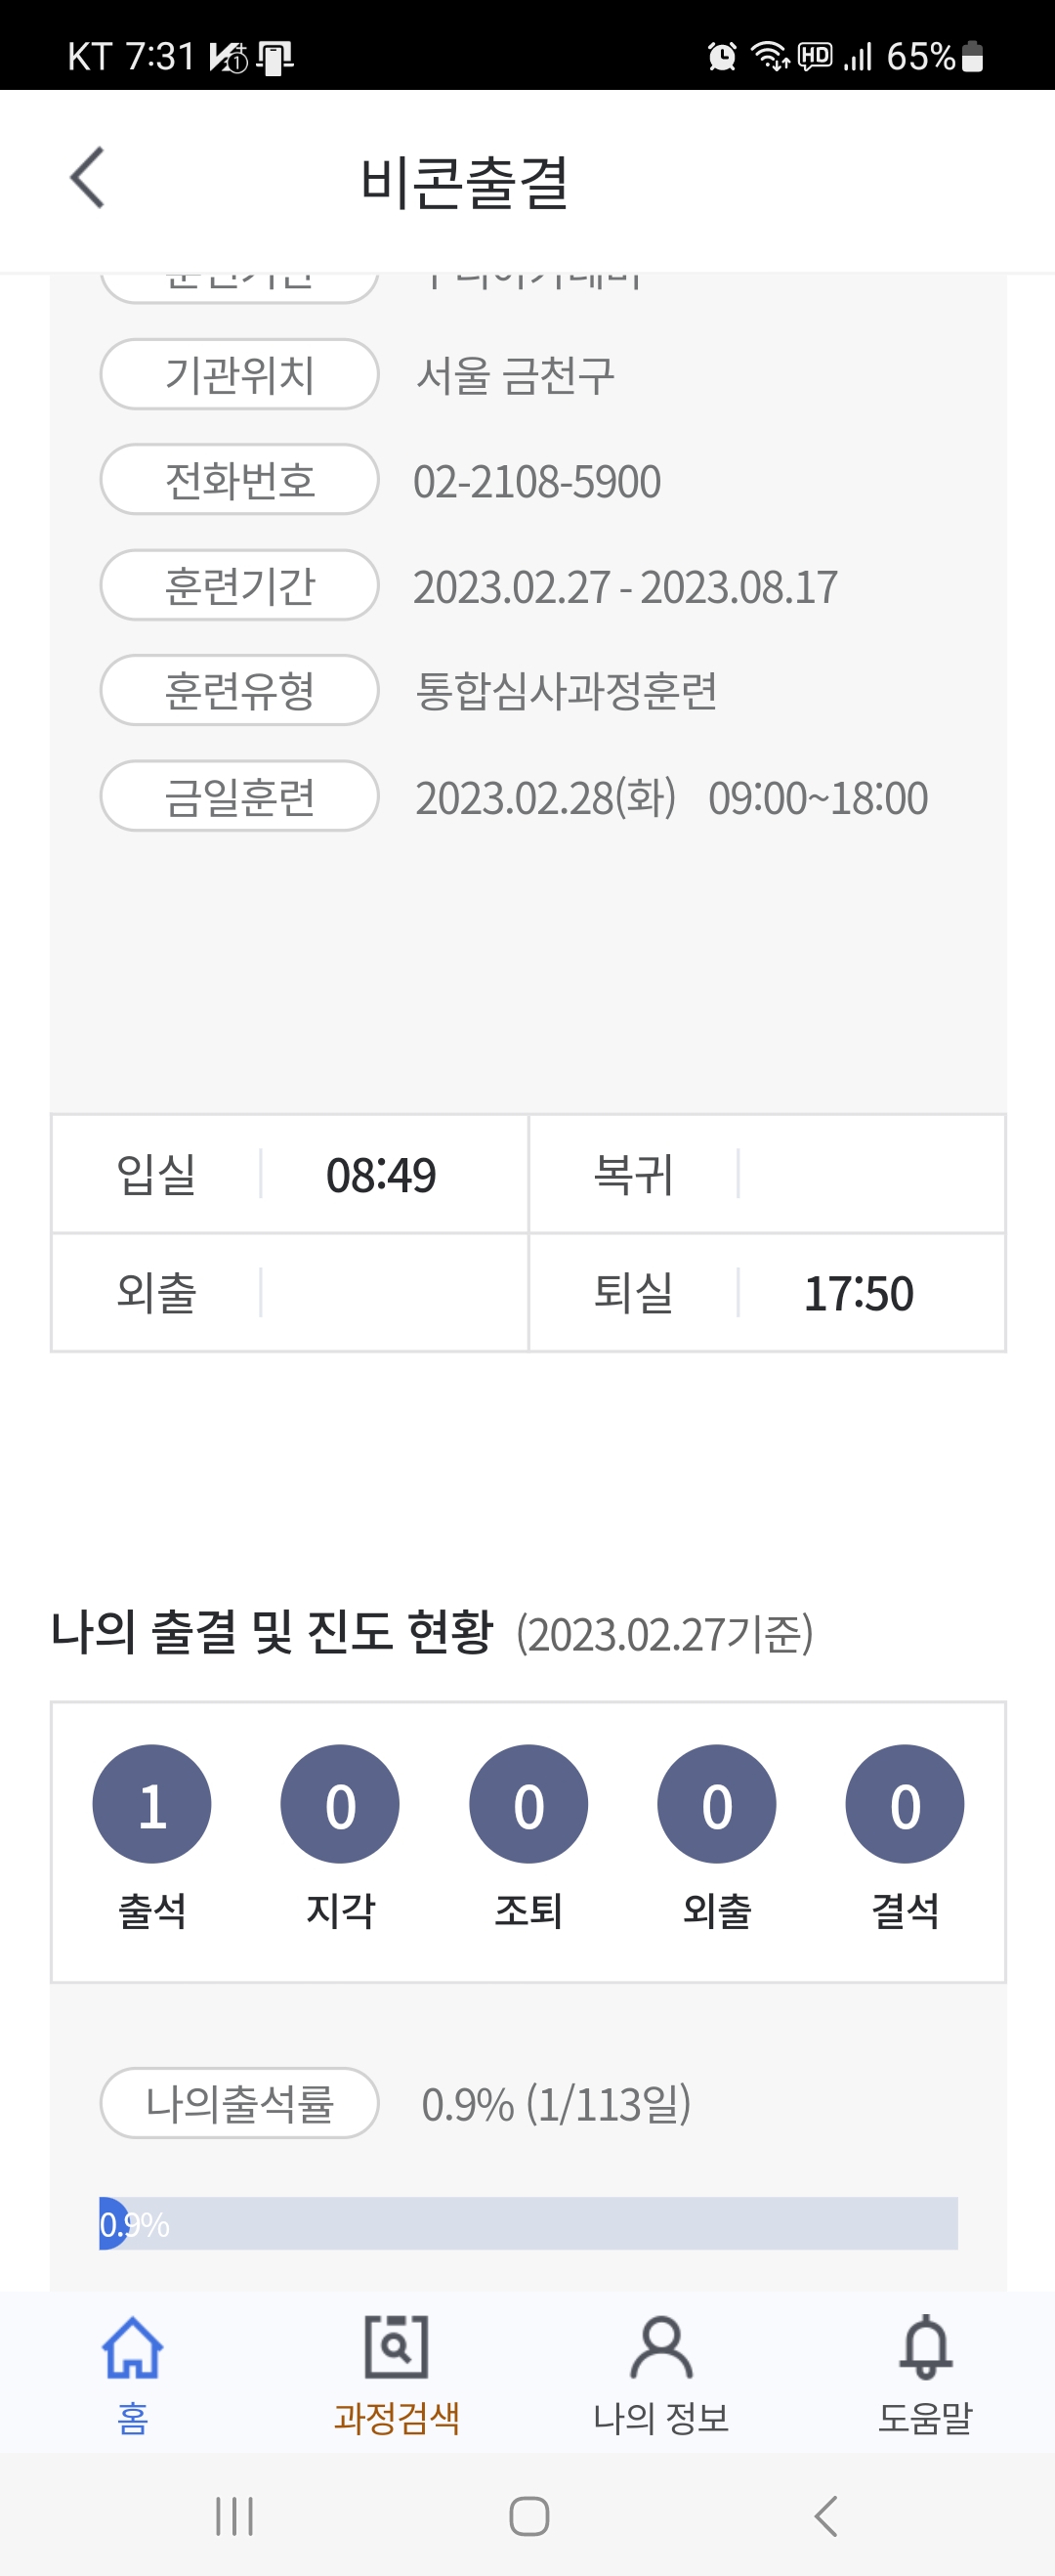 KT 7:31
HD 65%
비콘출결
기관위치 서울 금천구
전화번호 02-2108-5900
훈련기간 2023.02.27 - 2023.08.17
훈련유형 통합심사과정훈련
금일훈련 2023.02.28(화) 09:00~18:00
입실 08:49 복귀
외출 퇴실 17:50
나의 출결 및 진도 현황 (2023.02.27기준)
1 0 0 0 0
출석 지각 조퇴 외출 결석
나의출석률 0.9% (1/113일)
0.9%
홈 과정검색 나의 정보 도움말